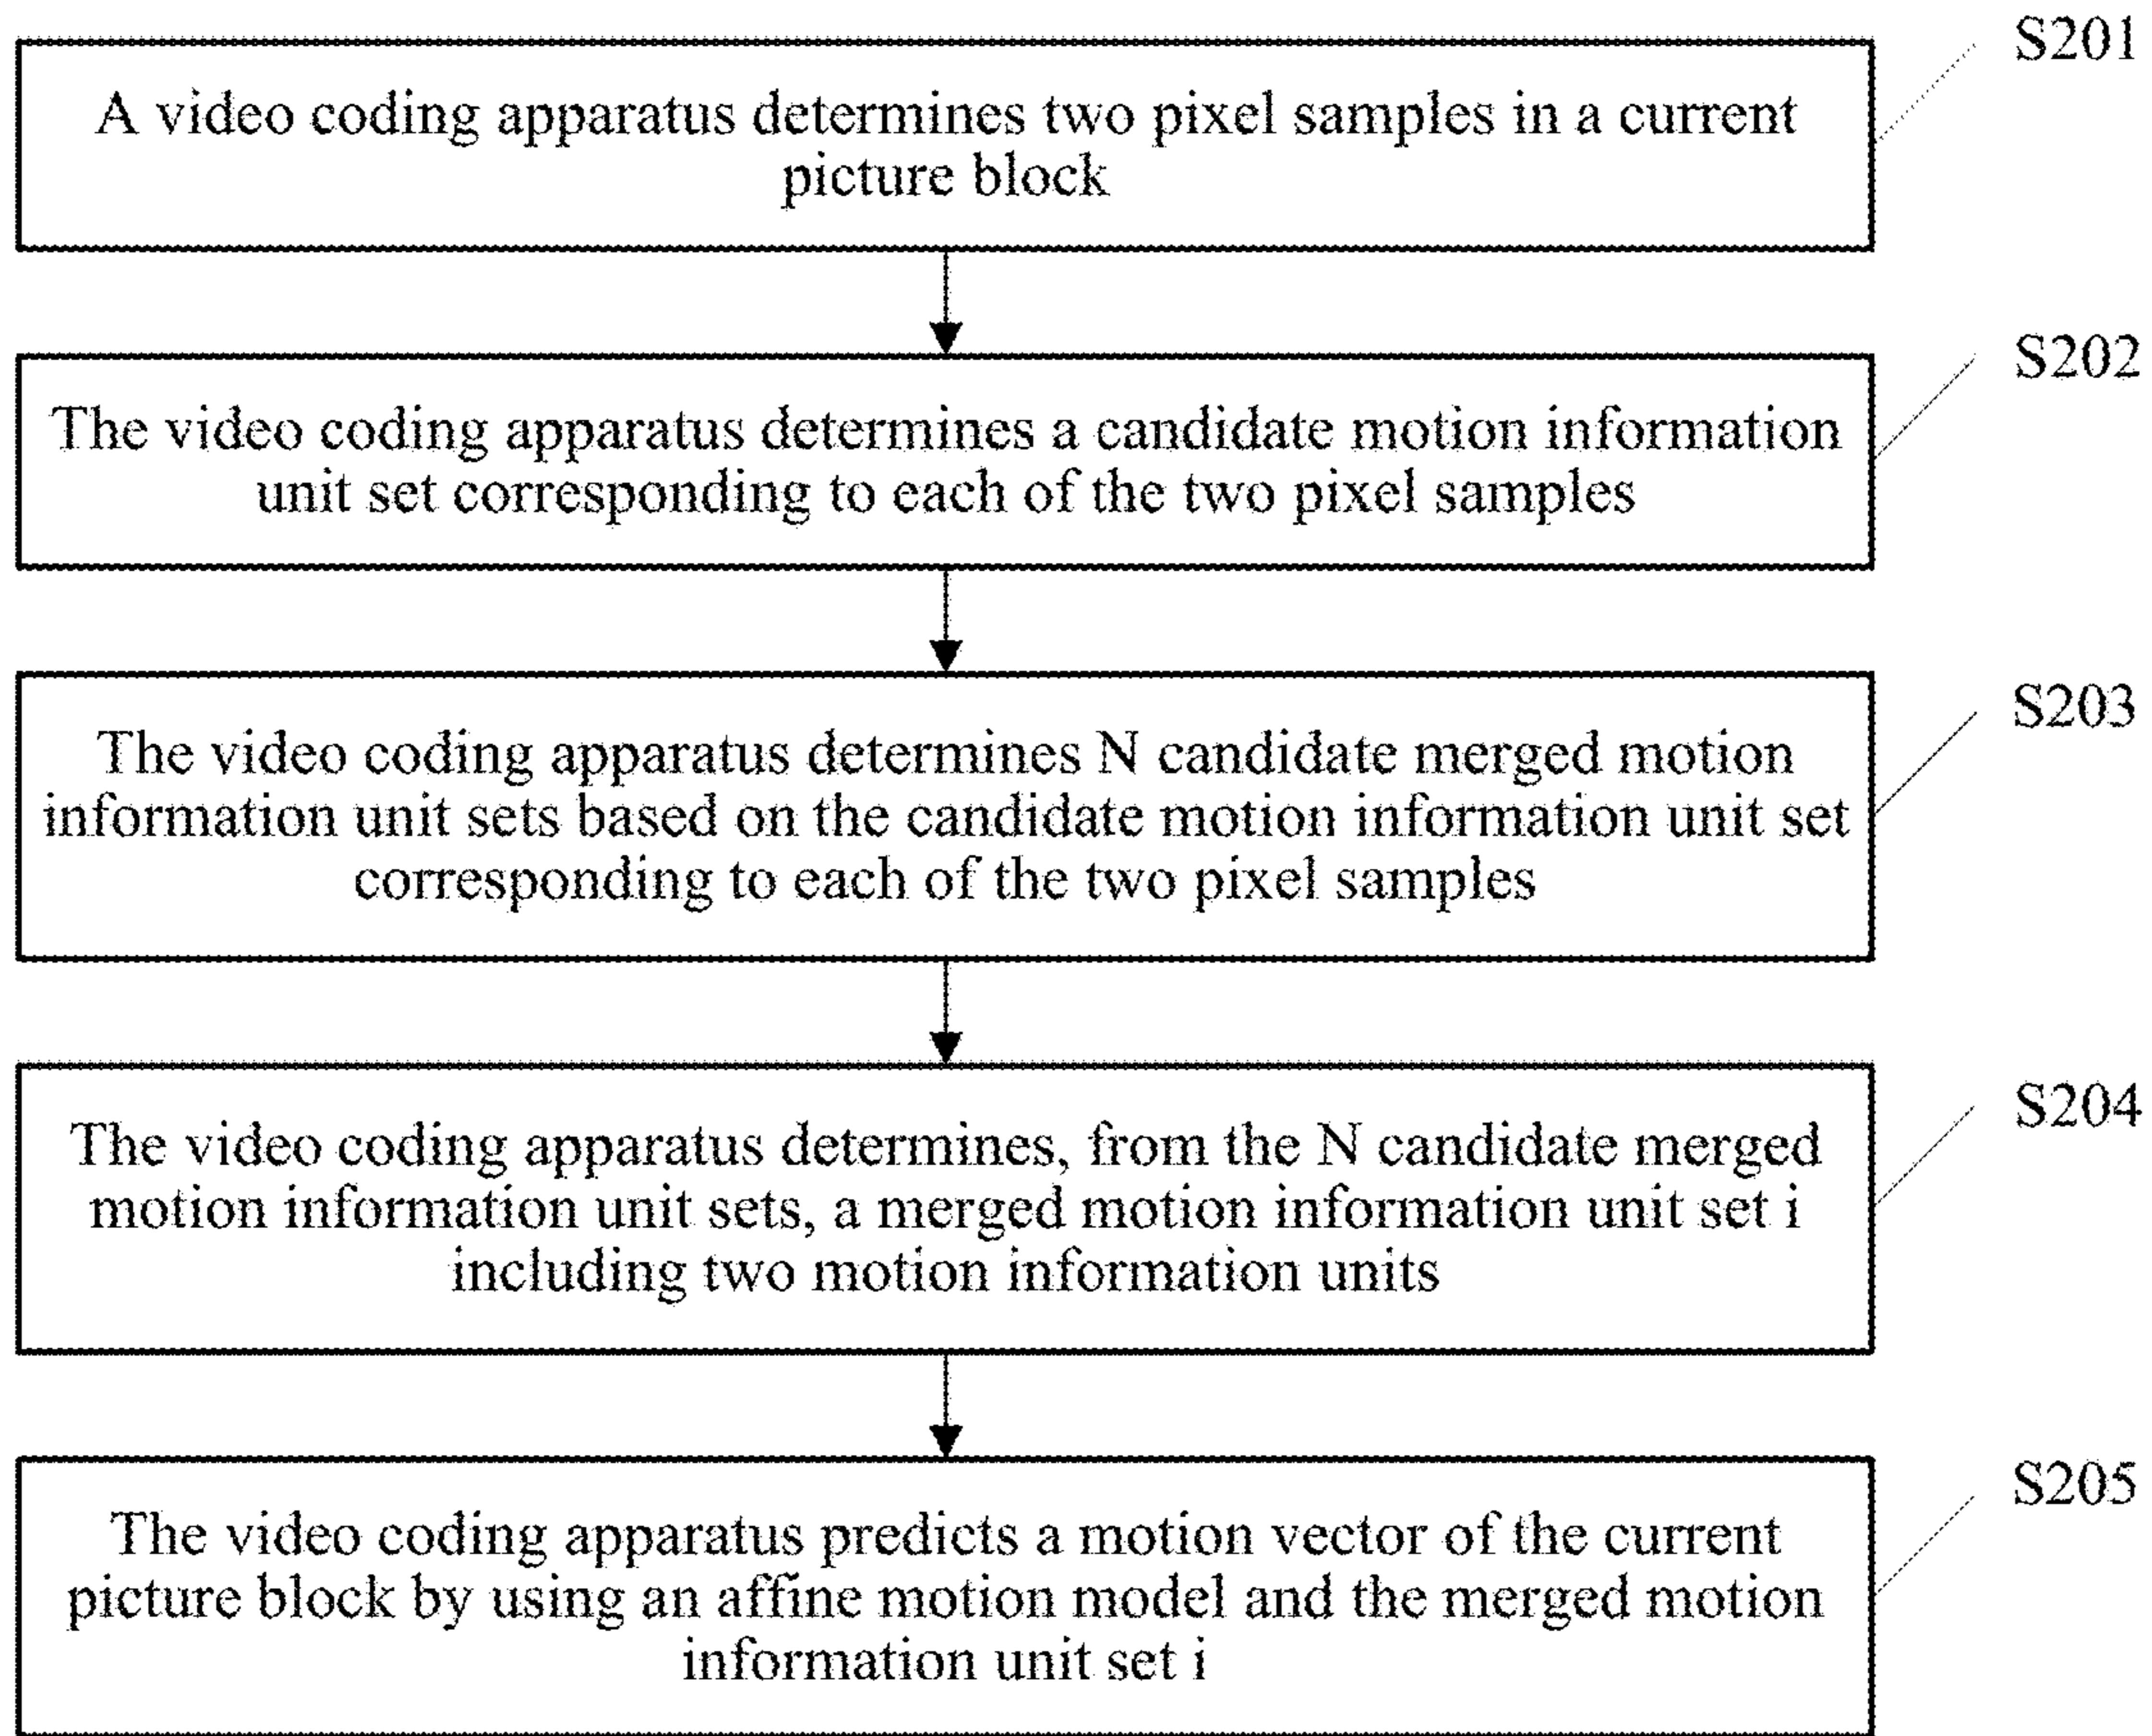 S201
A video coding apparatus determines two pixel samples in a current
picture block
S202
The video coding apparatus determines a candidate motion information
unit set corresponding to each of the two pixel samples
S203
The video coding apparatus determines N candidate merged motion
information unit sets based on the candidate motion information unit set
corresponding to each of the two pixel samples
S204
The video coding apparatus determines, from the N candidate merged
motion information unit sets, a merged motion information unit set i
including two motion information units
S205
The video coding apparatus predicts a motion vector of the current
picture block by using an affine motion model and the merged motion
information unit set i